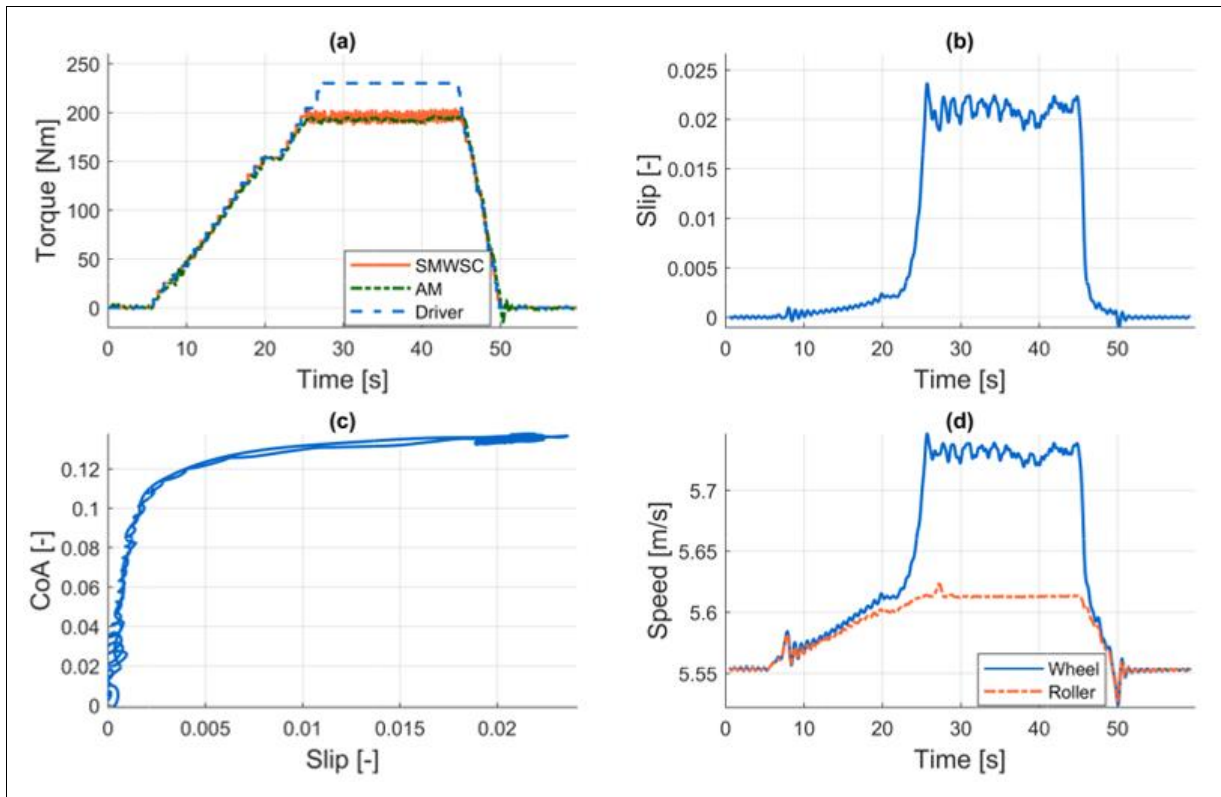 (a)
250
200
150
100
50
0
Torque [Nm]
SMWSC
AM
Driver
0 10 20 30 40 50
Time [s]
(b)
0.025
0.02
0.015
0.01
0.005
0
Slip [-]
0 10 20 30 40 50
Time [s]
(c)
0.12
0.1
0.08
0.06
0.04
0.02
0
CoA [-]
0 0.005 0.01 0.015 0.02
Slip [-]
(d)
5.7
5.65
5.6
5.55
Speed [m/s]
Wheel
Roller
0 10 20 30 40 50
Time [s]